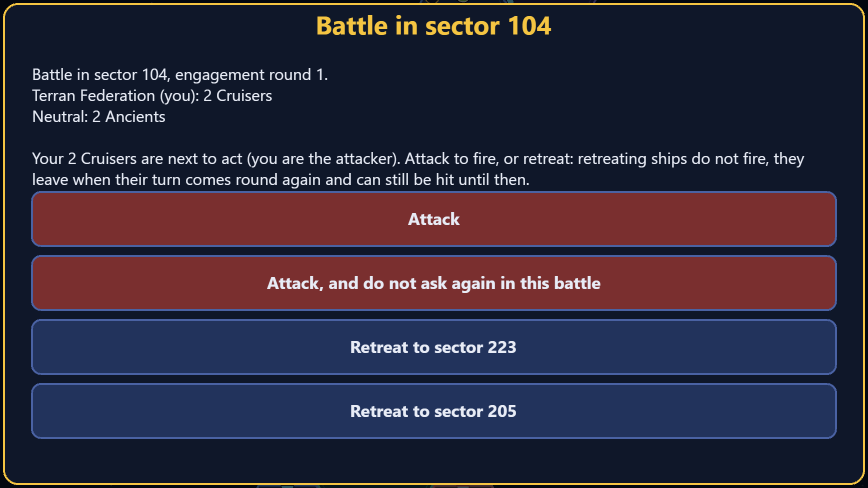 Battle in sector 104
Battle in sector 104, engagement round 1.
Terran Federation (you): 2 Cruisers
Neutral: 2 Ancients
Your 2 Cruisers are next to act (you are the attacker). Attack to fire, or retreat: retreating ships do not fire, they
leave when their turn comes round again and can still be hit until then.
Attack
Attack, and do not ask again in this battle
Retreat to sector 223
Retreat to sector 205